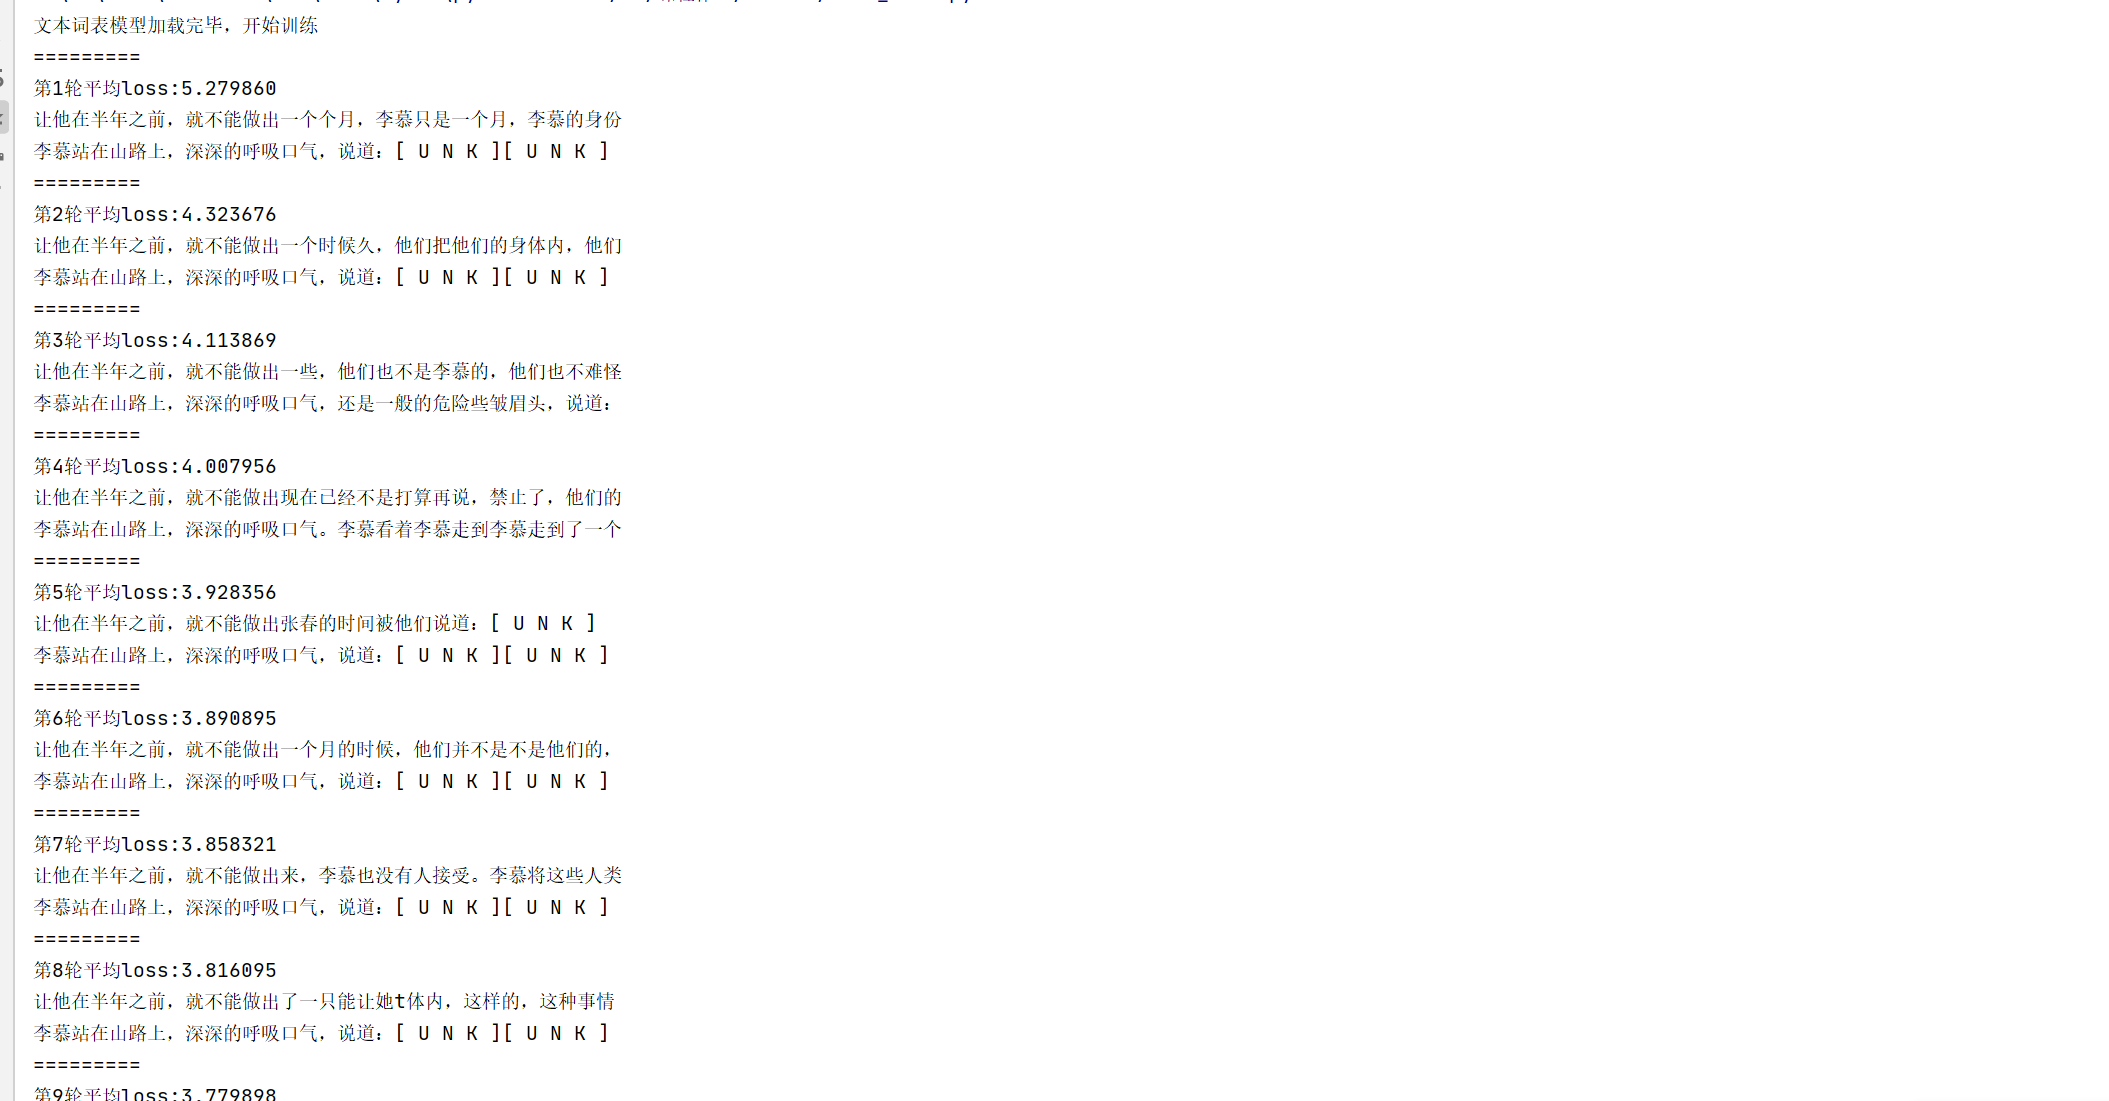 文本词表模型加载完毕，开始训练
=========
第1轮平均loss:5.279860
让他在半年之前，就不能做出一个个月，李慕只是一个月，李慕的身份
李慕站在山路上，深深的呼吸口气，说道：[ U N K ][ U N K ]
=========
第2轮平均loss:4.323676
让他在半年之前，就不能做出一个时候久，他们把他们的身体内，他们
李慕站在山路上，深深的呼吸口气，说道：[ U N K ][ U N K ]
=========
第3轮平均loss:4.113869
让他在半年之前，就不能做出一些，他们也不是李慕的，他们也不难怪
李慕站在山路上，深深的呼吸口气，还是一般的危险些皱眉头，说道：
=========
第4轮平均loss:4.007956
让他在半年之前，就不能做出现在已经不是打算再说，禁止了，他们的
李慕站在山路上，深深的呼吸口气。李慕看着李慕走到李慕走到了一个
=========
第5轮平均loss:3.928356
让他在半年之前，就不能做出张春的时间被他们说道：[ U N K ]
李慕站在山路上，深深的呼吸口气，说道：[ U N K ][ U N K ]
=========
第6轮平均loss:3.890895
让他在半年之前，就不能做出一个月的时候，他们并不是不是他们的，
李慕站在山路上，深深的呼吸口气，说道：[ U N K ][ U N K ]
=========
第7轮平均loss:3.858321
让他在半年之前，就不能做出来，李慕也没有人接受。李慕将这些人类
李慕站在山路上，深深的呼吸口气，说道：[ U N K ][ U N K ]
=========
第8轮平均loss:3.816095
让他在半年之前，就不能做出了一只能让她t体内，这样的，这种事情
李慕站在山路上，深深的呼吸口气，说道：[ U N K ][ U N K ]
=========
第9轮平均loss:3.779898